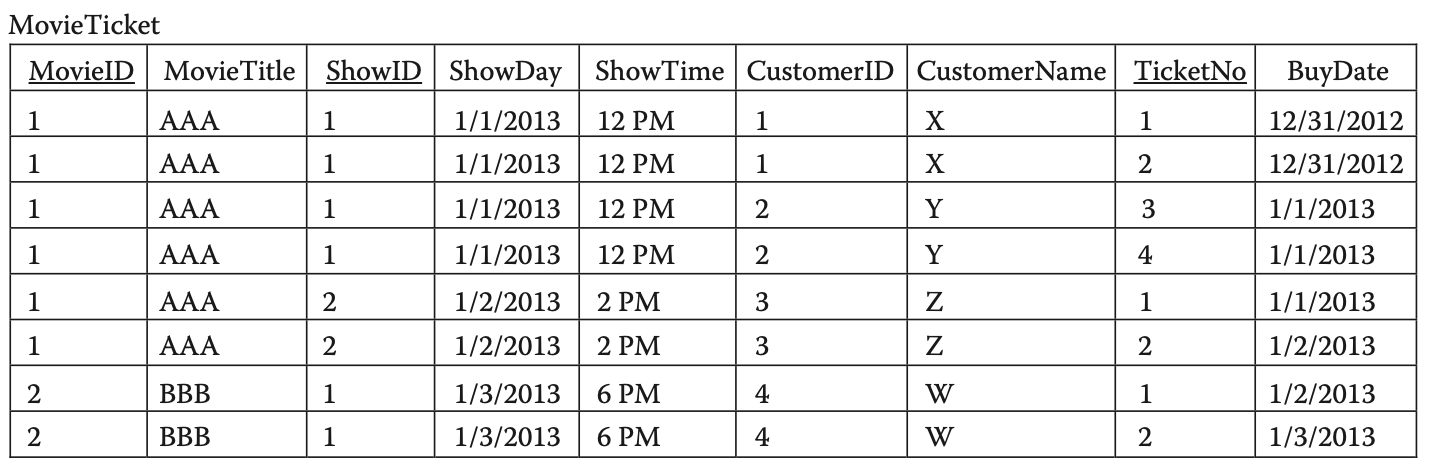 MovieTicket
MovieID MovieTitle ShowID ShowDay ShowTime CustomerID CustomerName TicketNo BuyDate
1 AAA 1 1/1/2013 12 PM 1 X 1 12/31/2012
1 AAA 1 1/1/2013 12 PM 1 X 2 12/31/2012
1 AAA 1 1/1/2013 12 PM 2 Y 3 1/1/2013
1 AAA 1 1/1/2013 12 PM 2 Y 4 1/1/2013
1 AAA 2 1/2/2013 2 PM 3 Z 1 1/1/2013
1 AAA 2 1/2/2013 2 PM 3 Z 2 1/2/2013
2 BBB 1 1/3/2013 6 PM 4 W 1 1/2/2013
2 BBB 1 1/3/2013 6 PM 4 W 2 1/3/2013